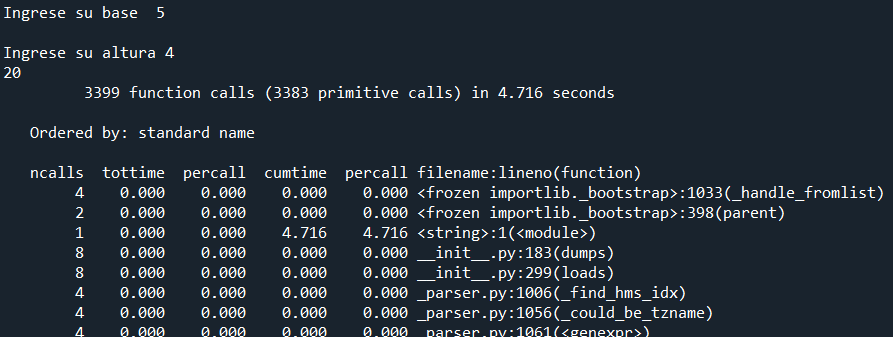 Ingrese su base  5
Ingrese su altura 4
20
3399 function calls (3383 primitive calls) in 4.716 seconds
Ordered by: standard name
ncalls  tottime  percall  cumtime  percall filename:lineno(function)
4    0.000    0.000    0.000    0.000 <frozen importlib._bootstrap>:1033(_handle_fromlist)
2    0.000    0.000    0.000    0.000 <frozen importlib._bootstrap>:398(parent)
1    0.000    0.000    4.716    4.716 <string>:1(<module>)
8    0.000    0.000    0.000    0.000 __init__.py:183(dumps)
8    0.000    0.000    0.000    0.000 __init__.py:299(loads)
4    0.000    0.000    0.000    0.000 _parser.py:1006(_find_hms_idx)
4    0.000    0.000    0.000    0.000 _parser.py:1056(_could_be_tzname)
4    0.000    0.000    0.000    0.000 _parser.py:1061(<genexpr>)